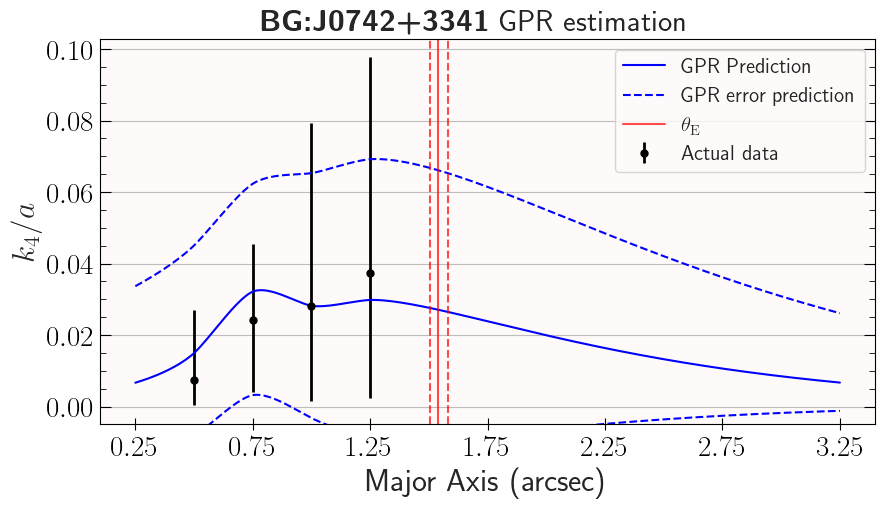 BG:J0742+3341 GPR estimation
GPR Prediction
GPR error prediction
θ_E
Actual data
0.10
0.08
0.06
0.04
0.02
0.00
k_4/a
0.25 0.75 1.25 1.75 2.25 2.75 3.25
Major Axis (arcsec)